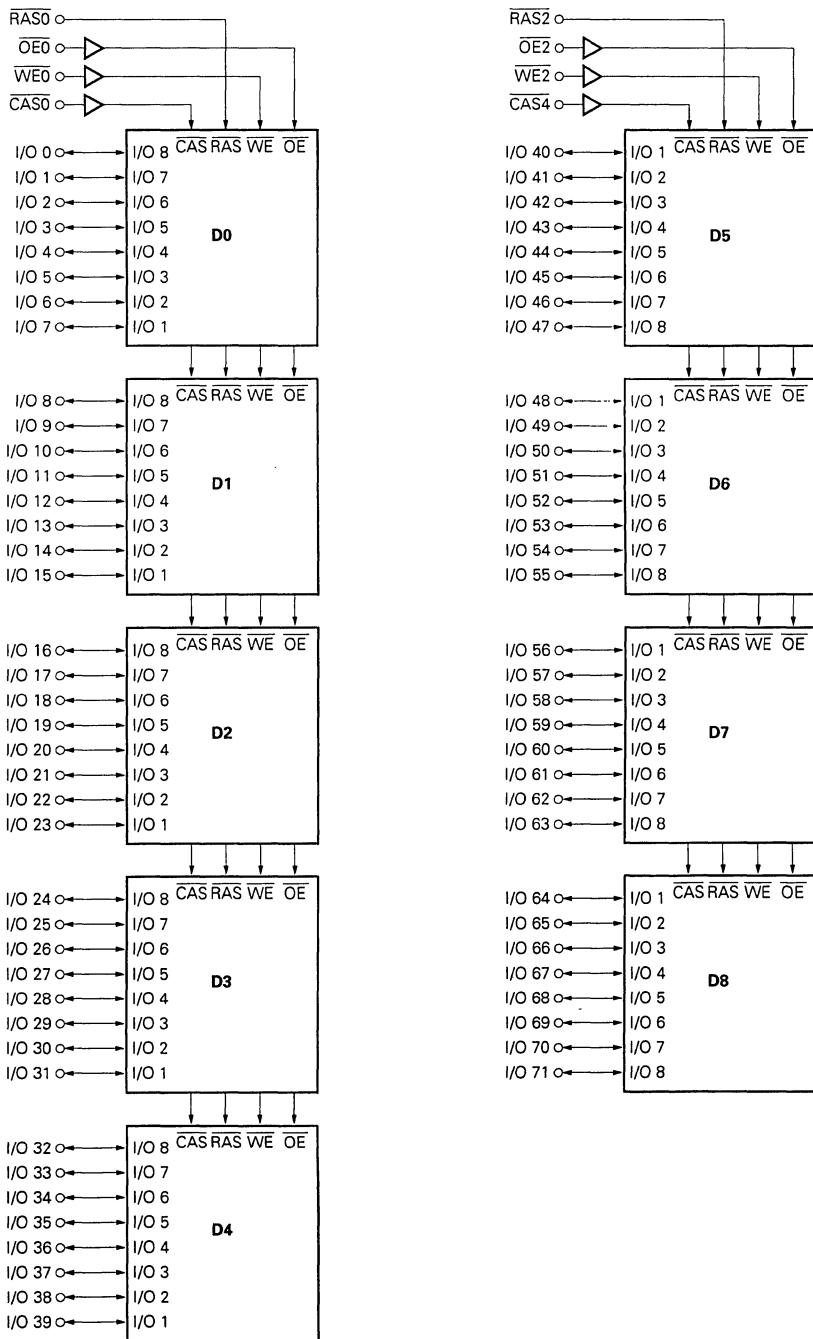 RAS0
OE0
WE0
CAS0
CAS RAS WE OE
I/O 0 I/O 8
I/O 1 I/O 7
I/O 2 I/O 6
I/O 3 I/O 5
D0
I/O 4 I/O 4
I/O 5 I/O 3
I/O 6 I/O 2
I/O 7 I/O 1
CAS RAS WE OE
I/O 8 I/O 8
I/O 9 I/O 7
I/O 10 I/O 6
I/O 11 I/O 5
D1
I/O 12 I/O 4
I/O 13 I/O 3
I/O 14 I/O 2
I/O 15 I/O 1
CAS RAS WE OE
I/O 16 I/O 8
I/O 17 I/O 7
I/O 18 I/O 6
I/O 19 I/O 5
D2
I/O 20 I/O 4
I/O 21 I/O 3
I/O 22 I/O 2
I/O 23 I/O 1
CAS RAS WE OE
I/O 24 I/O 8
I/O 25 I/O 7
I/O 26 I/O 6
I/O 27 I/O 5
D3
I/O 28 I/O 4
I/O 29 I/O 3
I/O 30 I/O 2
I/O 31 I/O 1
CAS RAS WE OE
I/O 32 I/O 8
I/O 33 I/O 7
I/O 34 I/O 6
I/O 35 I/O 5
D4
I/O 36 I/O 4
I/O 37 I/O 3
I/O 38 I/O 2
I/O 39 I/O 1
RAS2
OE2
WE2
CAS4
CAS RAS WE OE
I/O 40 I/O 1
I/O 41 I/O 2
I/O 42 I/O 3
I/O 43 I/O 4
D5
I/O 44 I/O 5
I/O 45 I/O 6
I/O 46 I/O 7
I/O 47 I/O 8
CAS RAS WE OE
I/O 48 I/O 1
I/O 49 I/O 2
I/O 50 I/O 3
I/O 51 I/O 4
D6
I/O 52 I/O 5
I/O 53 I/O 6
I/O 54 I/O 7
I/O 55 I/O 8
CAS RAS WE OE
I/O 56 I/O 1
I/O 57 I/O 2
I/O 58 I/O 3
I/O 59 I/O 4
D7
I/O 60 I/O 5
I/O 61 I/O 6
I/O 62 I/O 7
I/O 63 I/O 8
CAS RAS WE OE
I/O 64 I/O 1
I/O 65 I/O 2
I/O 66 I/O 3
I/O 67 I/O 4
D8
I/O 68 I/O 5
I/O 69 I/O 6
I/O 70 I/O 7
I/O 71 I/O 8